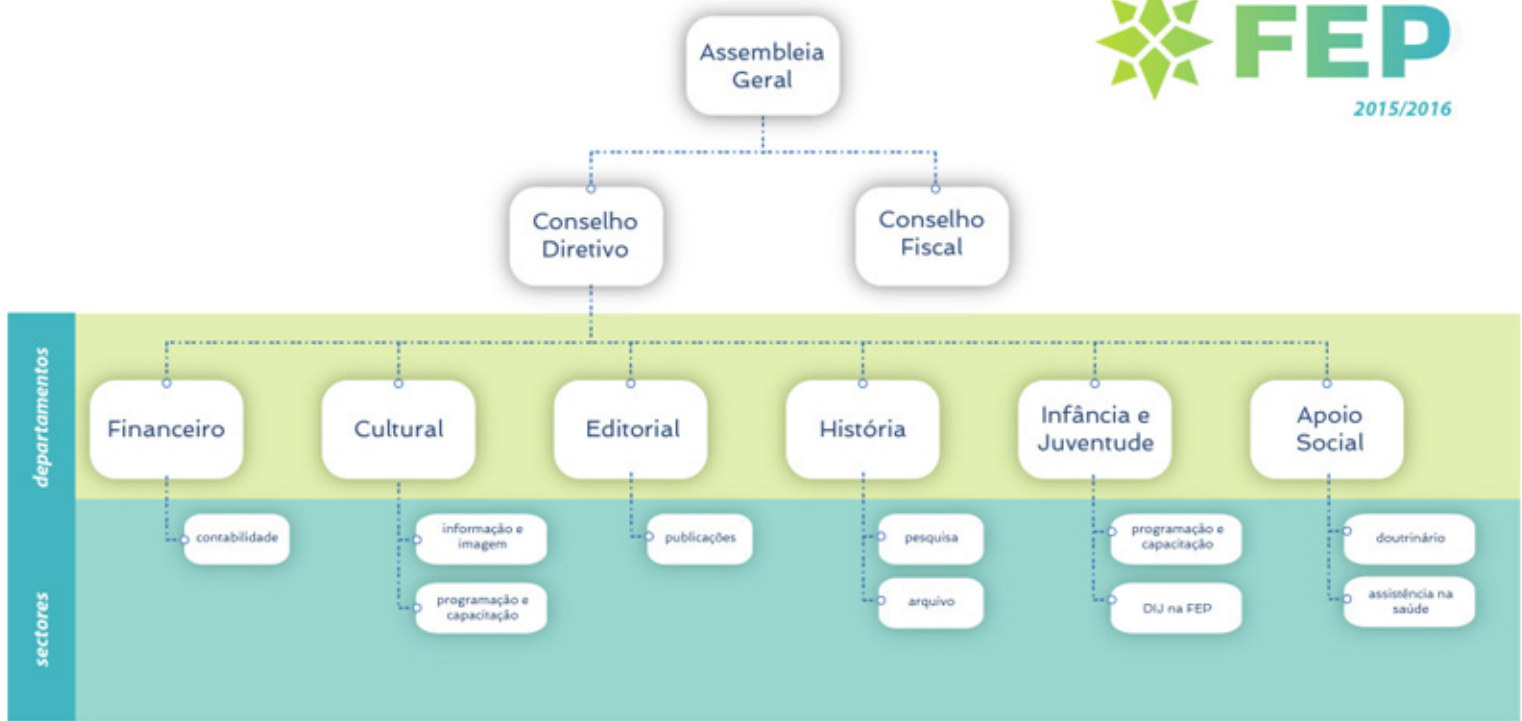 FEP
2015/2016
Assembleia
Geral
Conselho
Diretivo
Conselho
Fiscal
departamentos
Financeiro
Cultural
Editorial
História
Infância e
Juventude
Apoio
Social
sectores
contabilidade
informação e
imagem
programação e
capacitação
publicações
pesquisa
arquivo
programação e
capacitação
DIJ na FEP
doutrinário
assistência na
saúde